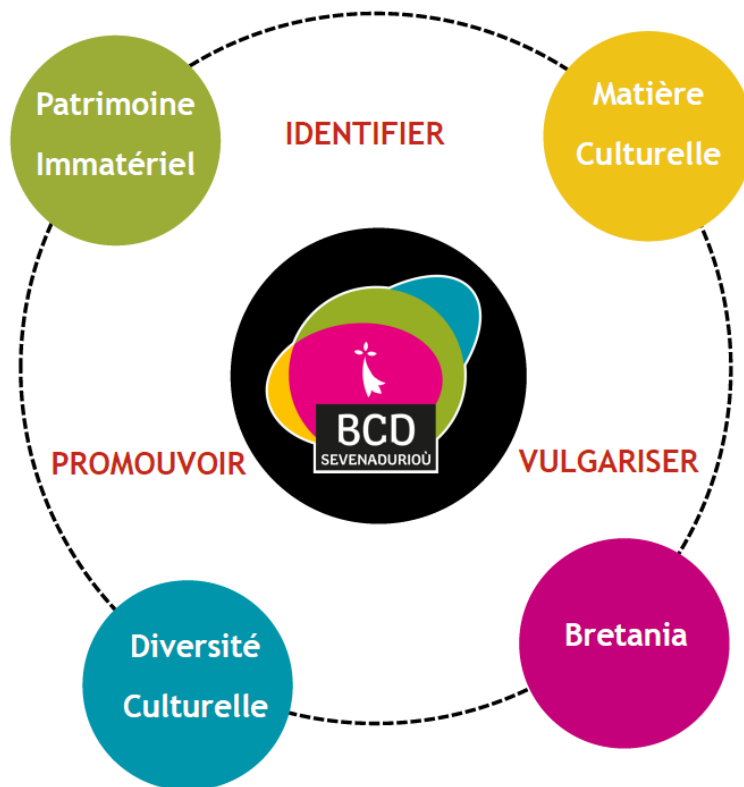 Patrimoine
Immatériel
Matière
Culturelle
IDENTIFIER
BCD
SEVENADURIOÙ
PROMOUVOIR
VULGARISER
Diversité
Culturelle
Bretania